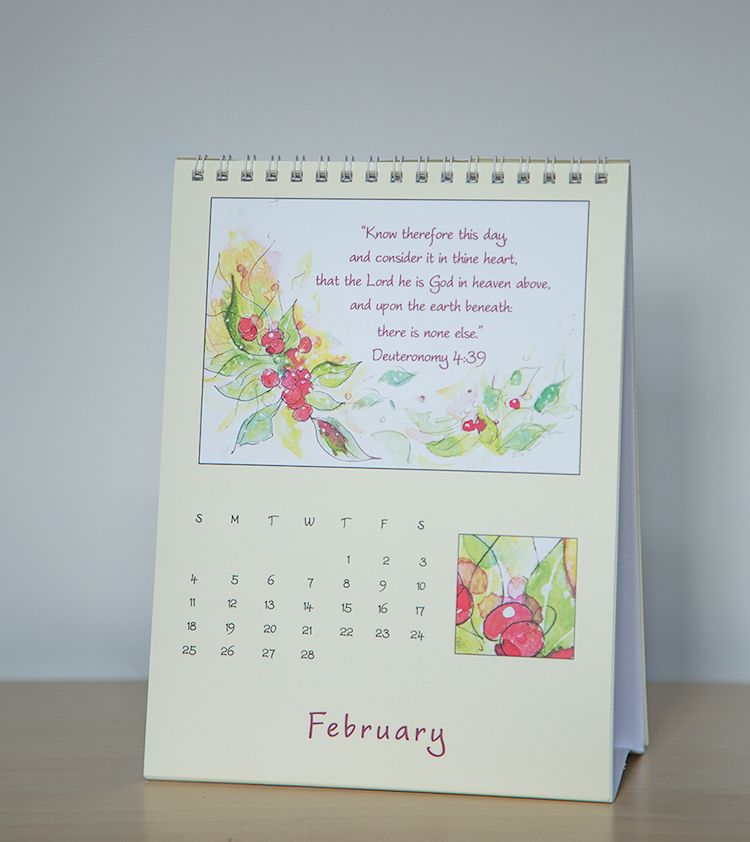 “Know therefore this day,
and consider it in thine heart,
that the Lord he is God in heaven above,
and upon the earth beneath:
there is none else.”
Deuteronomy 4:39
S M T W T F S
1 2 3
4 5 6 7 8 9 10
11 12 13 14 15 16 17
18 19 20 21 22 23 24
25 26 27 28
February